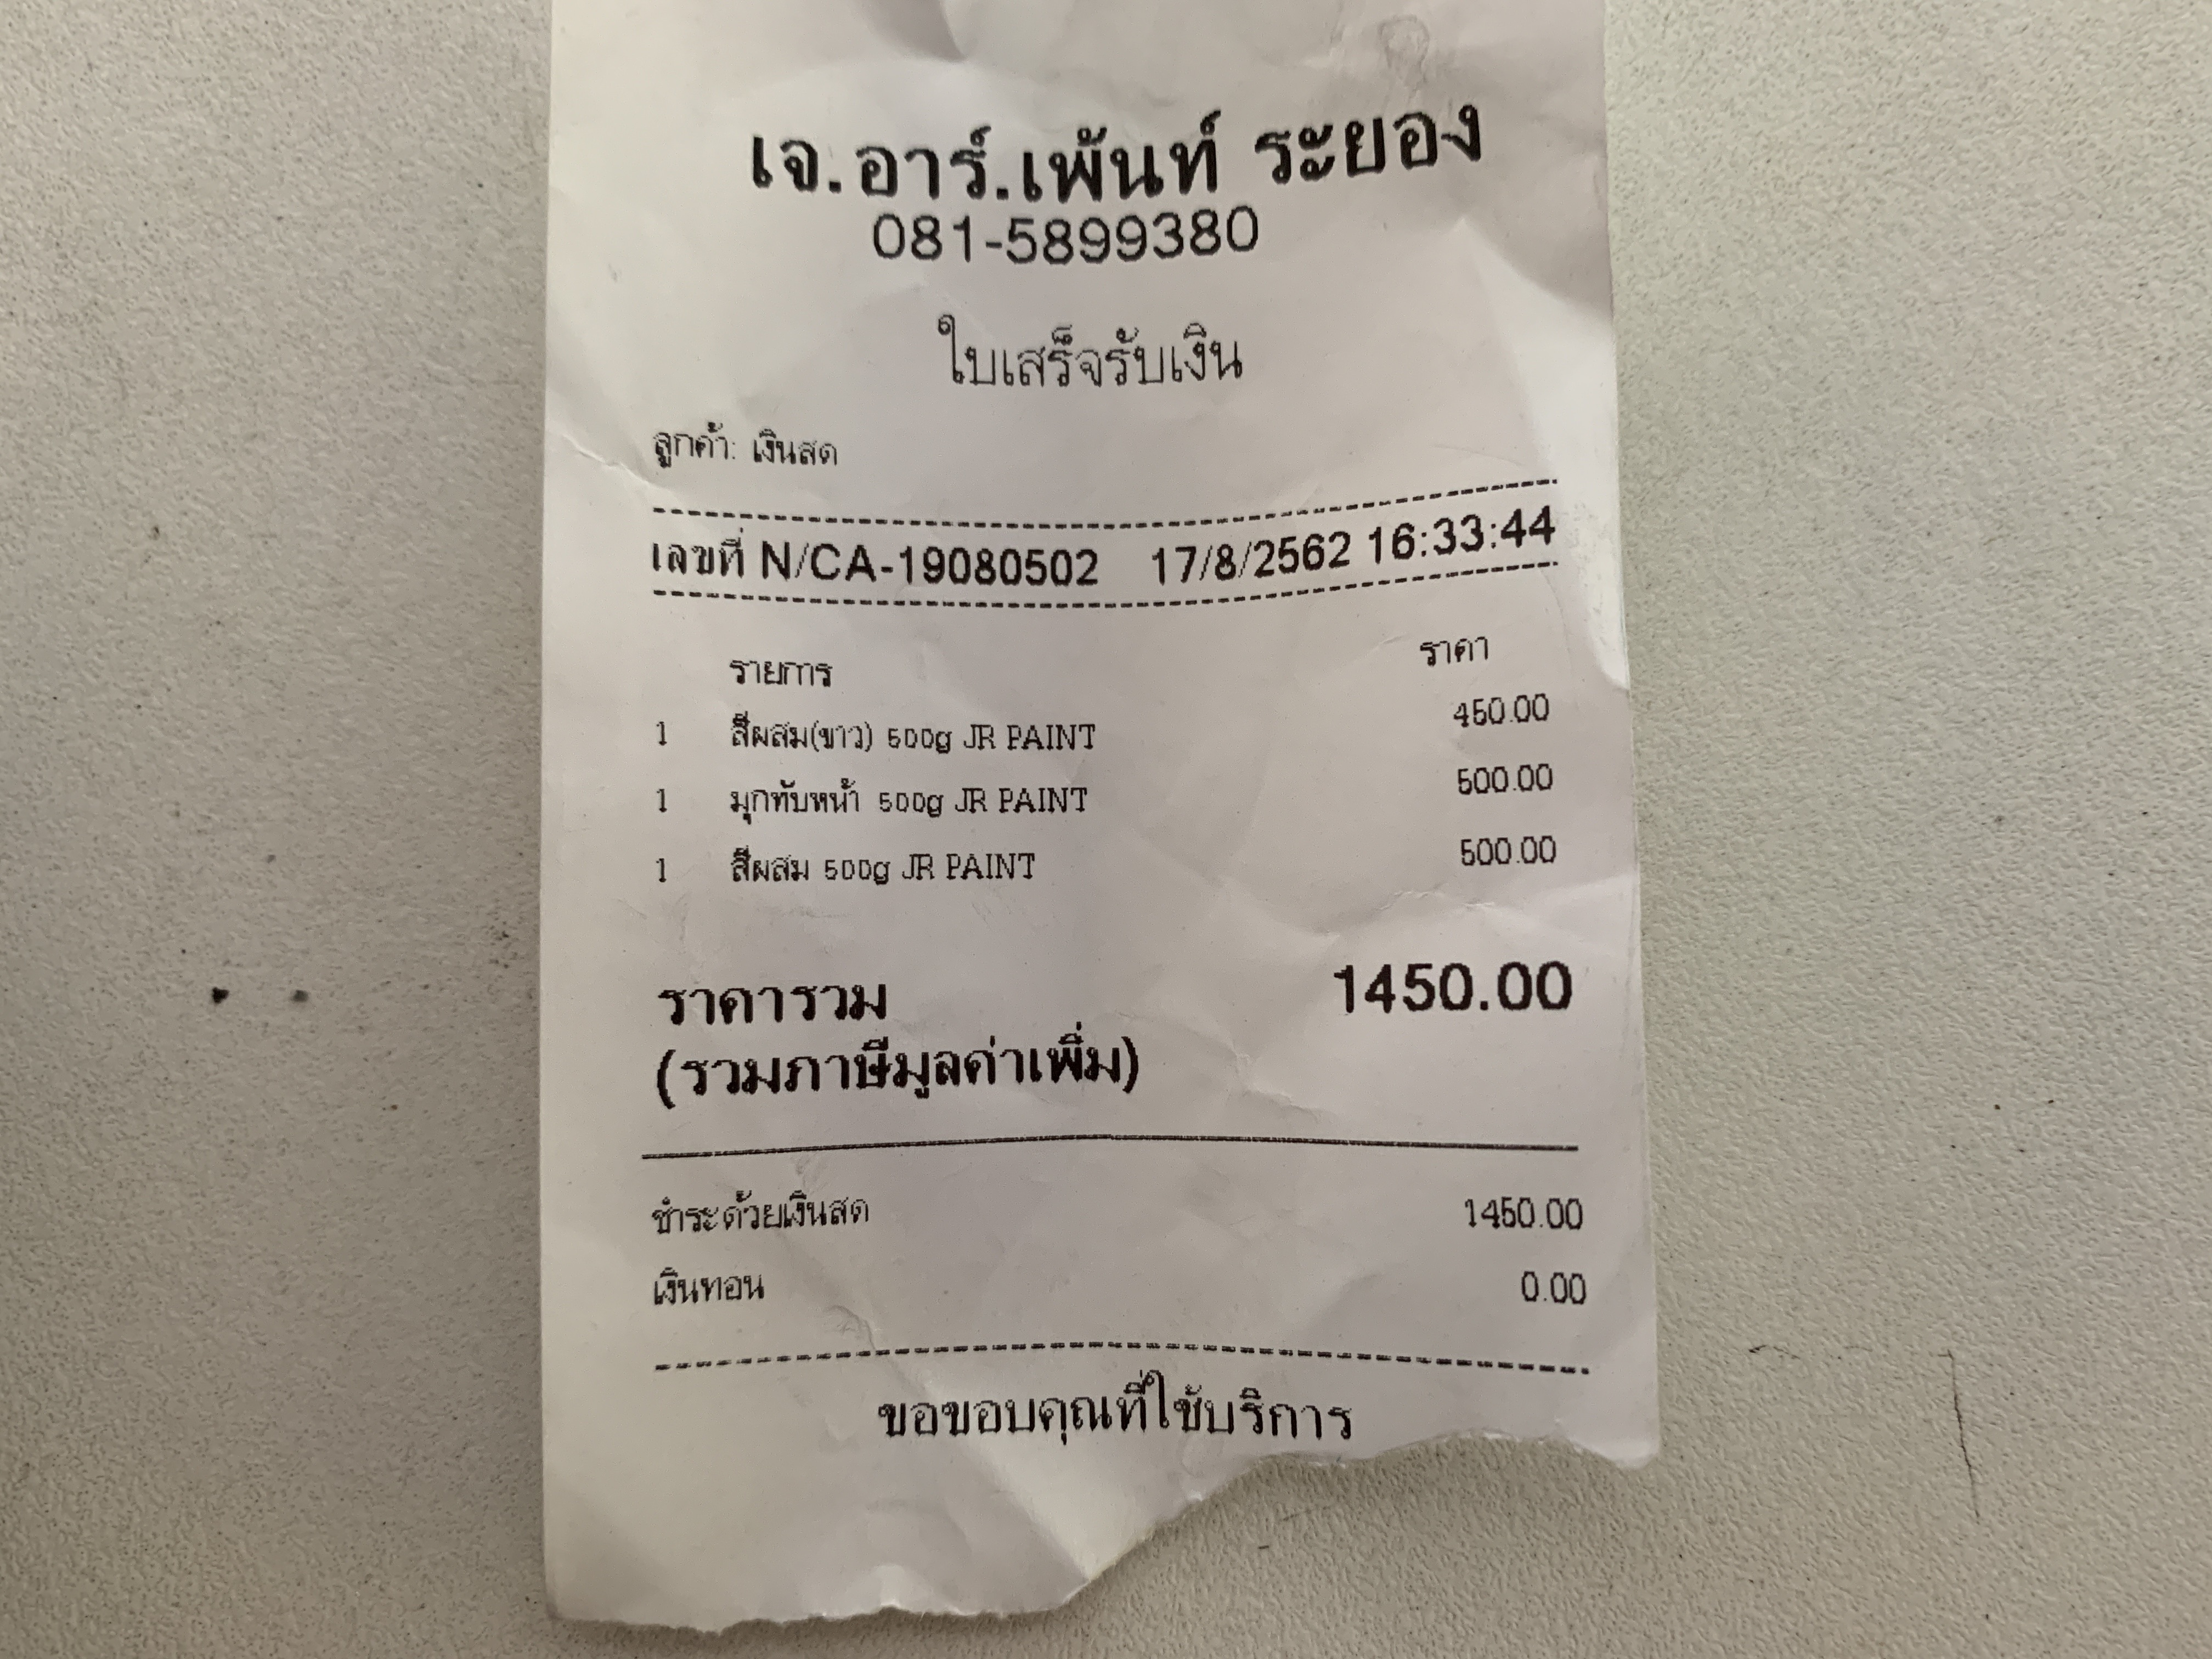 เจ.อาร์.เพ้นท์ ระยอง
081-5899380
ใบเสร็จรับเงิน
ลูกค้า: เงินสด
เลขที่ N/CA-19080502 17/8/2562 16:33:44
รายการ ราคา
1 สีผสม(ขาว) 500g JR PAINT 450.00
1 มุกทับหน้า 500g JR PAINT 500.00
1 สีผสม 500g JR PAINT 500.00
ราคารวม 1450.00
(รวมภาษีมูลค่าเพิ่ม)
ชำระด้วยเงินสด 1450.00
เงินทอน 0.00
ขอขอบคุณที่ใช้บริการ